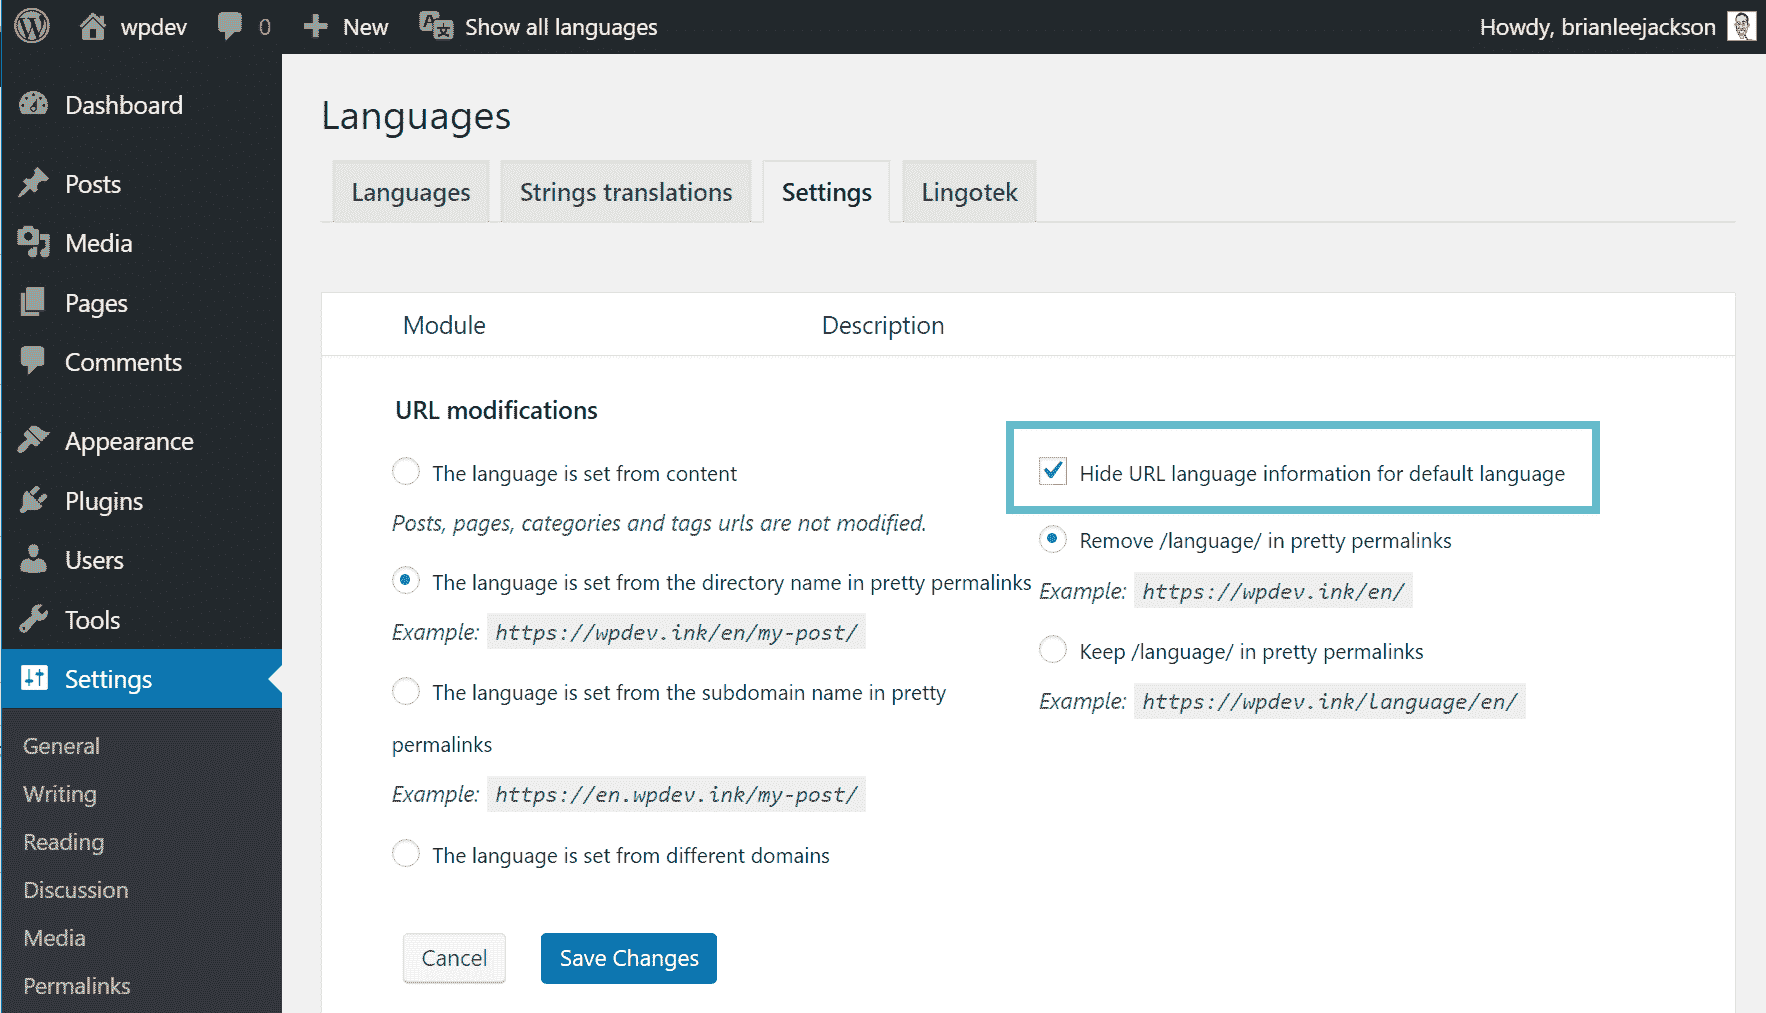 wpdev 0 New Show all languages Howdy, brianleejackson
Dashboard
Posts
Media
Pages
Comments
Appearance
Plugins
Users
Tools
Settings
General
Writing
Reading
Discussion
Media
Permalinks
Languages
Languages Strings translations Settings Lingotek
Module Description
URL modifications
The language is set from content
Posts, pages, categories and tags urls are not modified.
The language is set from the directory name in pretty permalinks
Example: https://wpdev.ink/en/my-post/
The language is set from the subdomain name in pretty
permalinks
Example: https://en.wpdev.ink/my-post/
The language is set from different domains
Hide URL language information for default language
Remove /language/ in pretty permalinks
Example: https://wpdev.ink/en/
Keep /language/ in pretty permalinks
Example: https://wpdev.ink/language/en/
Cancel Save Changes